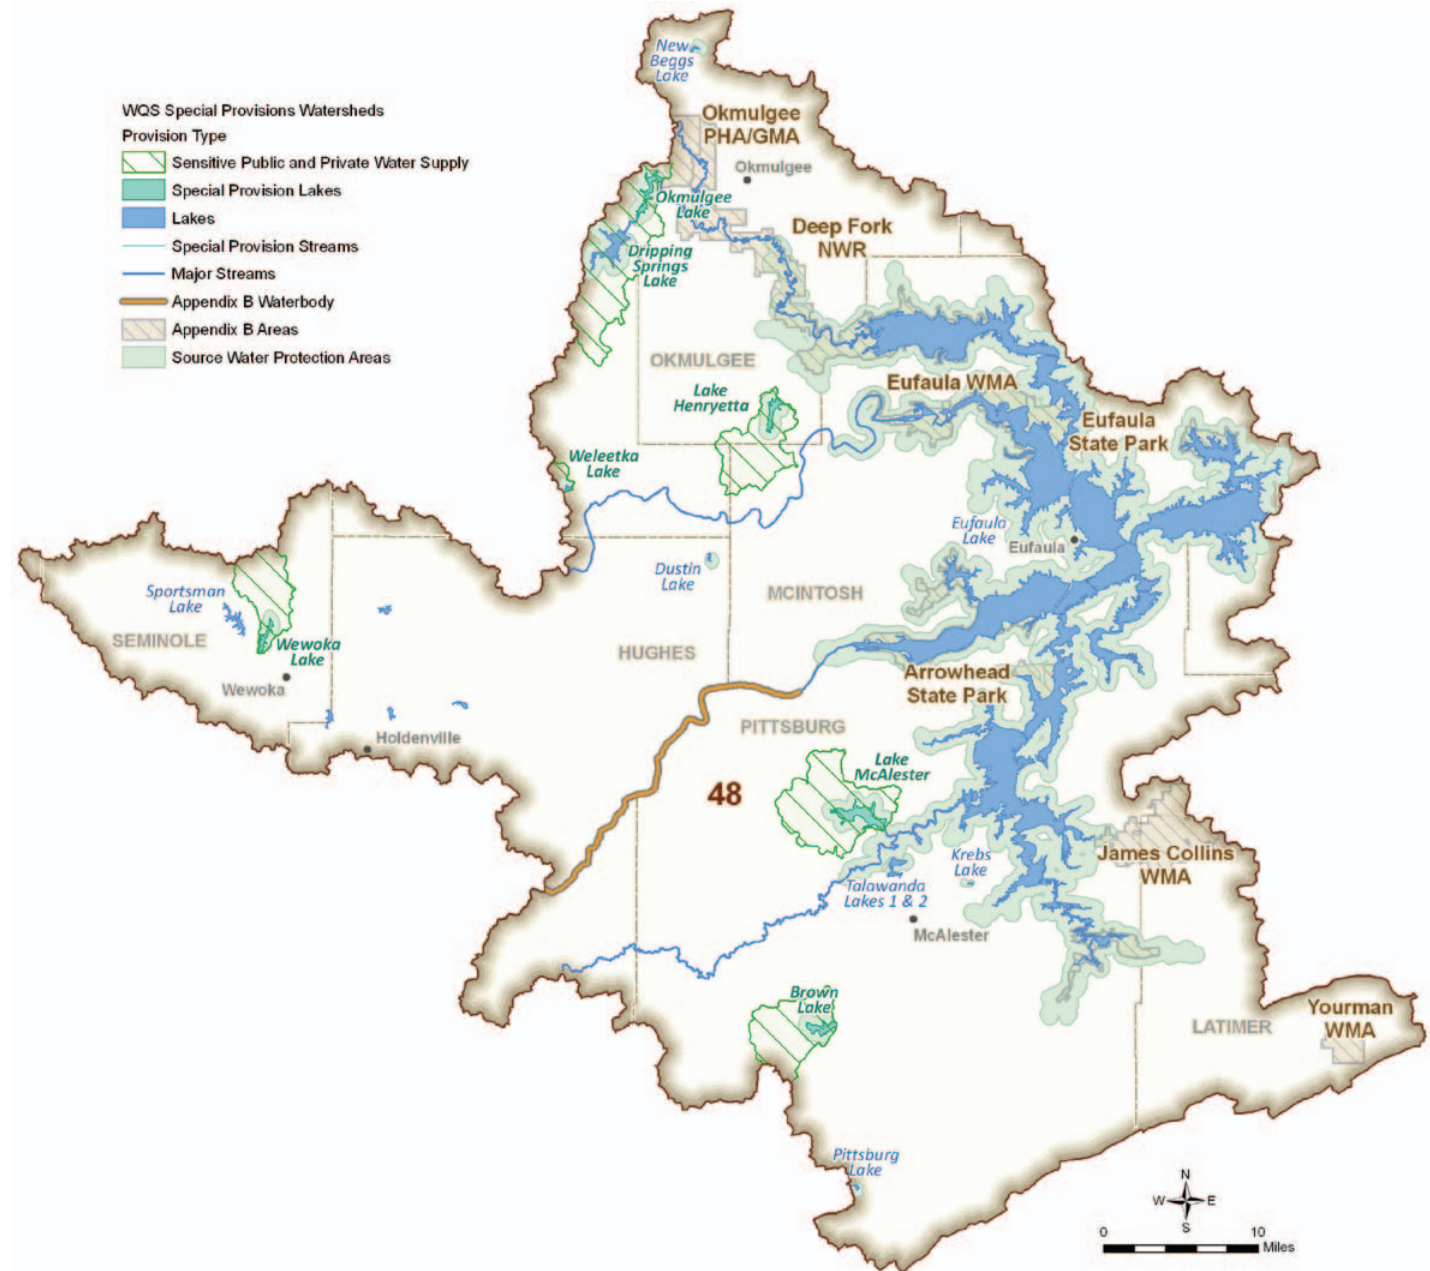 WQS Special Provisions Watersheds
Provision Type
Sensitive Public and Private Water Supply
Special Provision Lakes
Lakes
Special Provision Streams
Major Streams
Appendix B Waterbody
Appendix B Areas
Source Water Protection Areas
New
Beggs
Lake
Okmulgee
PHA/GMA
Okmulgee
Okmulgee
Lake
Deep Fork
NWR
Dripping
Springs
Lake
OKMULGEE
Eufaula WMA
Lake
Henryetta
Eufaula
State Park
Weleetka
Lake
Eufaula
Lake
Eufaula
Dustin
Lake
MCINTOSH
Sportsman
Lake
SEMINOLE
Wewoka
Lake
Wewoka
HUGHES
Arrowhead
State Park
PITTSBURG
Holdenville
Lake
McAlester
48
Krebs
Lake
James Collins
WMA
Talawanda
Lakes 1 & 2
McAlester
Brown
Lake
LATIMER
Yourman
WMA
Pittsburg
Lake
N
W E
S
0 10
Miles